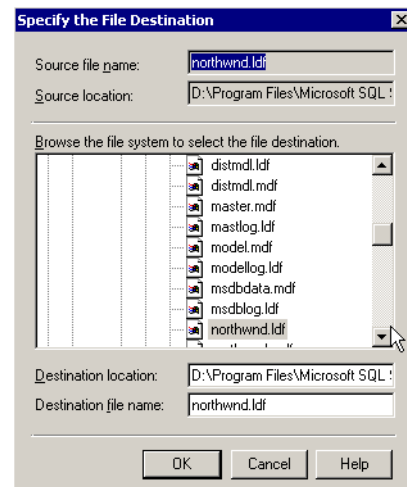 Specify the File Destination
Source file name: northwnd.ldf
Source location: D:\Program Files\Microsoft SQL
Browse the file system to select the file destination.
distmdl.ldf
distmdl.mdf
master.mdf
mastlog.ldf
model.mdf
modellog.ldf
msdbdata.mdf
msdblog.ldf
northwnd.ldf
Destination location: D:\Program Files\Microsoft SQL
Destination file name: northwnd.ldf
OK Cancel Help